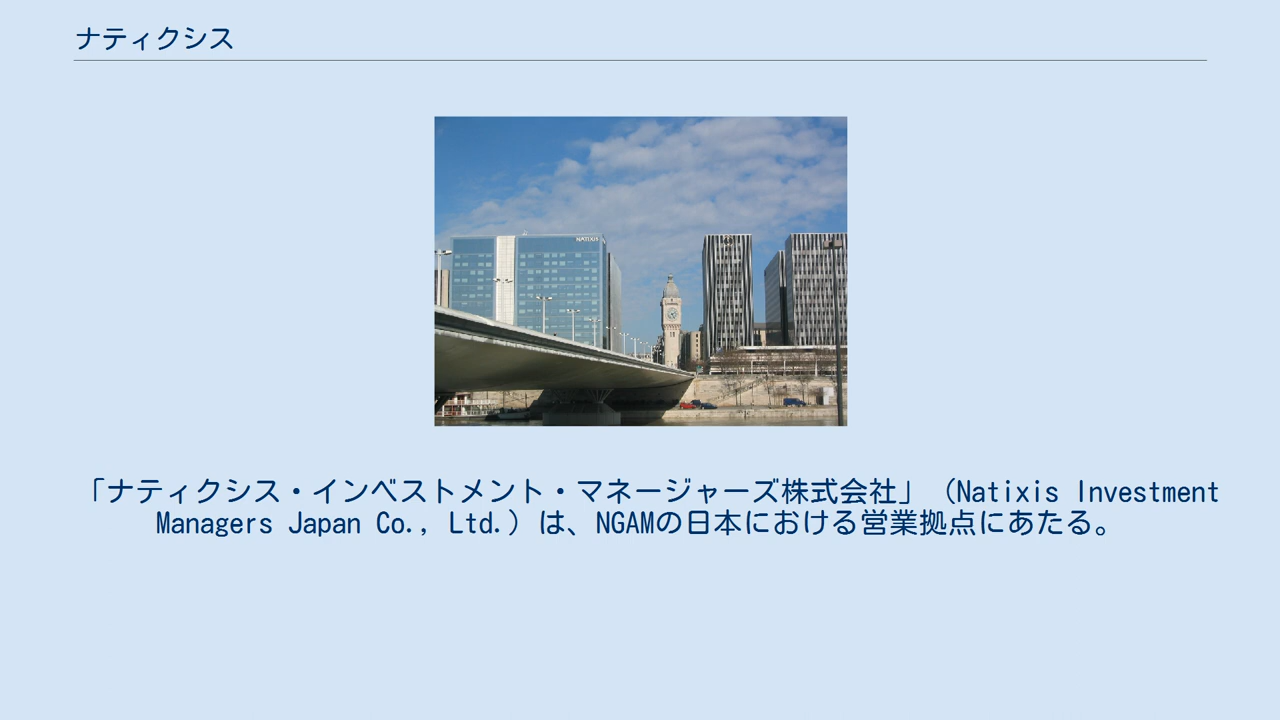 ナティクシス
NATIXIS
「ナティクシス・インベストメント・マネージャーズ株式会社」（Natixis Investment
Managers Japan Co., Ltd.）は、NGAMの日本における営業拠点にあたる。